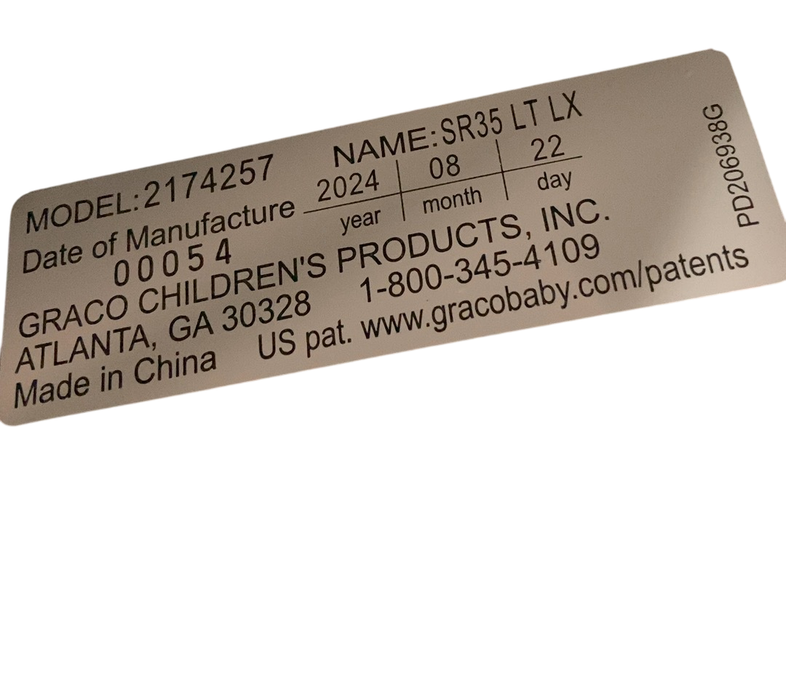 MODEL:2174257 NAME:SR35 LT LX
Date of Manufacture 2024 08 22
year month day
00054
GRACO CHILDREN'S PRODUCTS, INC.
ATLANTA, GA 30328 1-800-345-4109
Made in China US pat. www.gracobaby.com/patents
PD206938G